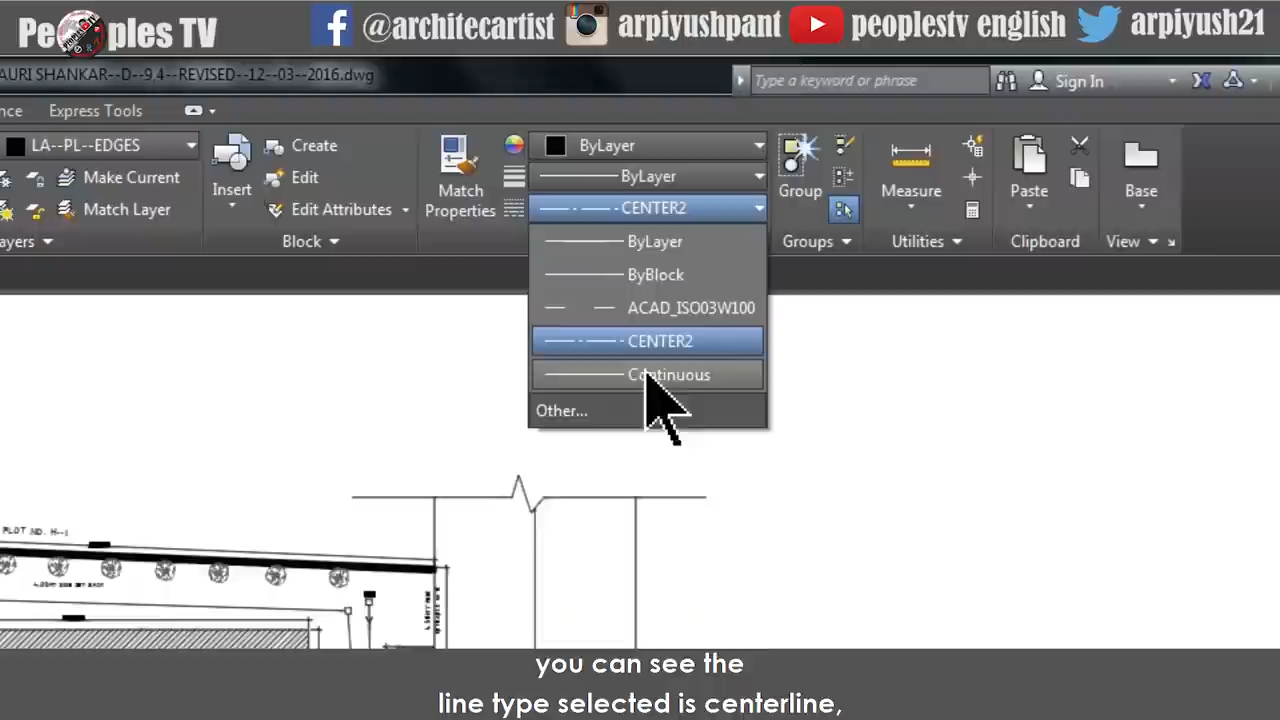 Peoples TV
@architecartist
arpiyushpant
peoplestv english
arpiyush21
AURI SHANKAR--D--9,4--REVISED--12--03--2016.dwg
Type a keyword or phrase
Sign In
nce
Express Tools
LA--PL--EDGES
Make Current
Match Layer
ayers
Insert
Create
Edit
Edit Attributes
Block
Match
Properties
ByLayer
ByLayer
CENTER2
ByLayer
ByBlock
ACAD_ISO03W100
CENTER2
Continuous
Other...
Group
Groups
Measure
Utilities
Paste
Clipboard
Base
View
PLOT NO. H--1
you can see the
line type selected is centerline,